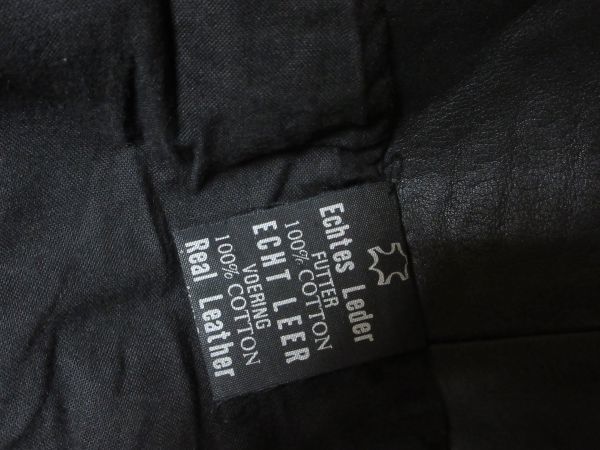 Echtes Leder
FUTTER
100% COTTON
ECHT LEER
VOERING
100% COTTON
Real Leather